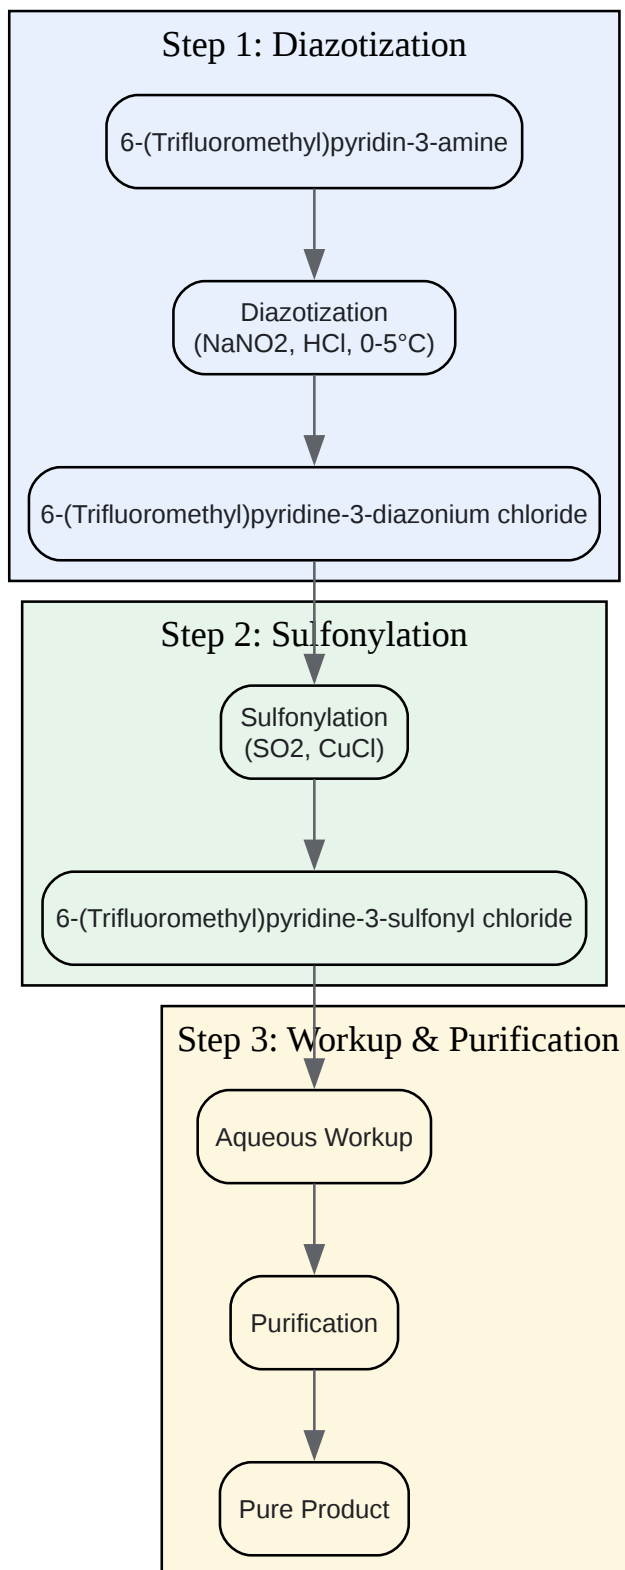 Step 1: Diazotization
6-(Trifluoromethyl)pyridin-3-amine
Diazotization
(NaNO2, HCl, 0-5°C)
6-(Trifluoromethyl)pyridine-3-diazonium chloride
Step 2: Sulfonylation
Sulfonylation
(SO2, CuCl)
6-(Trifluoromethyl)pyridine-3-sulfonyl chloride
Step 3: Workup & Purification
Aqueous Workup
Purification
Pure Product